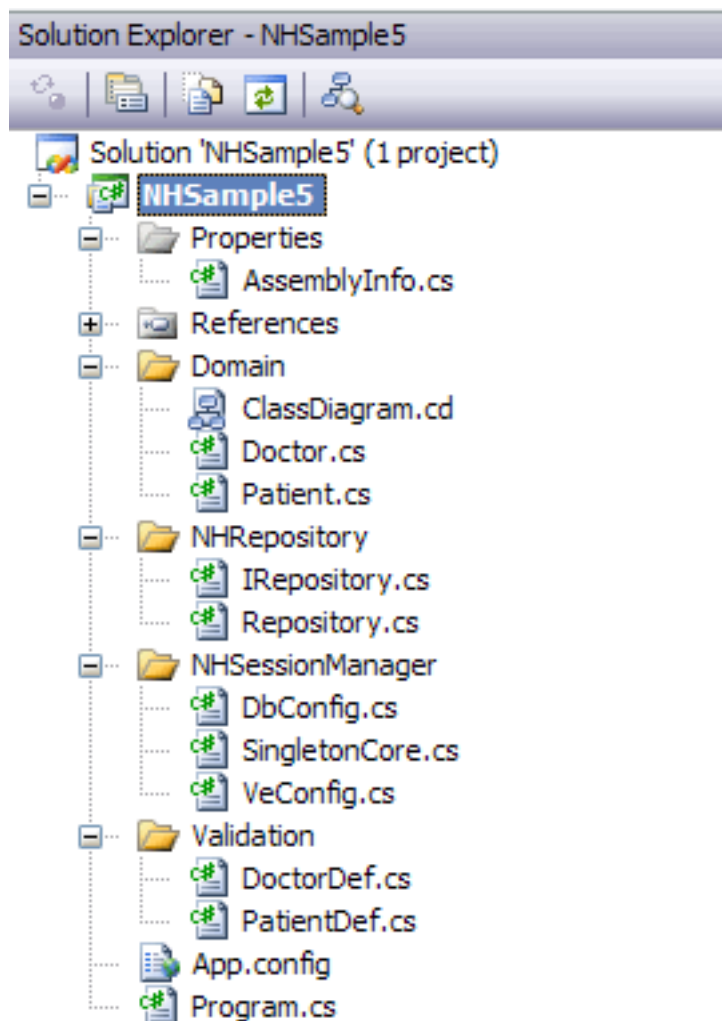 Solution Explorer - NHSample5
Solution 'NHSample5' (1 project)
NHSample5
Properties
AssemblyInfo.cs
References
Domain
ClassDiagram.cd
Doctor.cs
Patient.cs
NHRepository
IRepository.cs
Repository.cs
NHSessionManager
DbConfig.cs
SingletonCore.cs
VeConfig.cs
Validation
DoctorDef.cs
PatientDef.cs
App.config
Program.cs